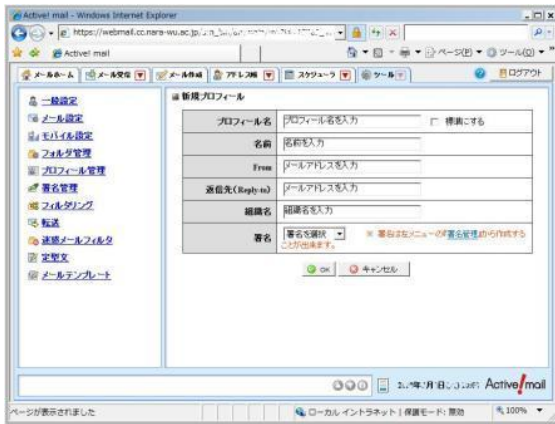 Active! mail - Windows Internet Explorer
https://webmail.cc.nara-wu.ac.jp/
Active! mail
ページ(P) ツール(O)
メールホーム メール受信 メール作成 アドレス帳 スケジューラ ツール ログアウト
一般設定
メール設定
モバイル設定
フォルダ管理
プロフィール管理
署名管理
フィルタリング
転送
迷惑メールフィルタ
定型文
メールテンプレート
新規プロフィール
プロフィール名 プロフィール名を入力 標準にする
名前 名前を入力
From メールアドレスを入力
返信先(Reply-to) メールアドレスを入力
組織名 組織名を入力
署名 署名を選択 ※ 署名は左メニューの『署名管理』から作成する
ことが出来ます。
OK キャンセル
Active! mail
ページが表示されました ローカル イントラネット | 保護モード: 無効 100%